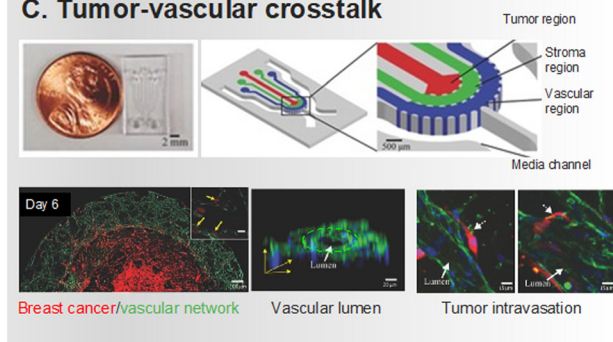 C. Tumor-vascular crosstalk
Tumor region
Stroma
region
Vascular
region
Media channel
2 mm
500 μm
Day 6
Lumen
Lumen
Lumen
Breast cancer/vascular network
Vascular lumen
Tumor intravasation